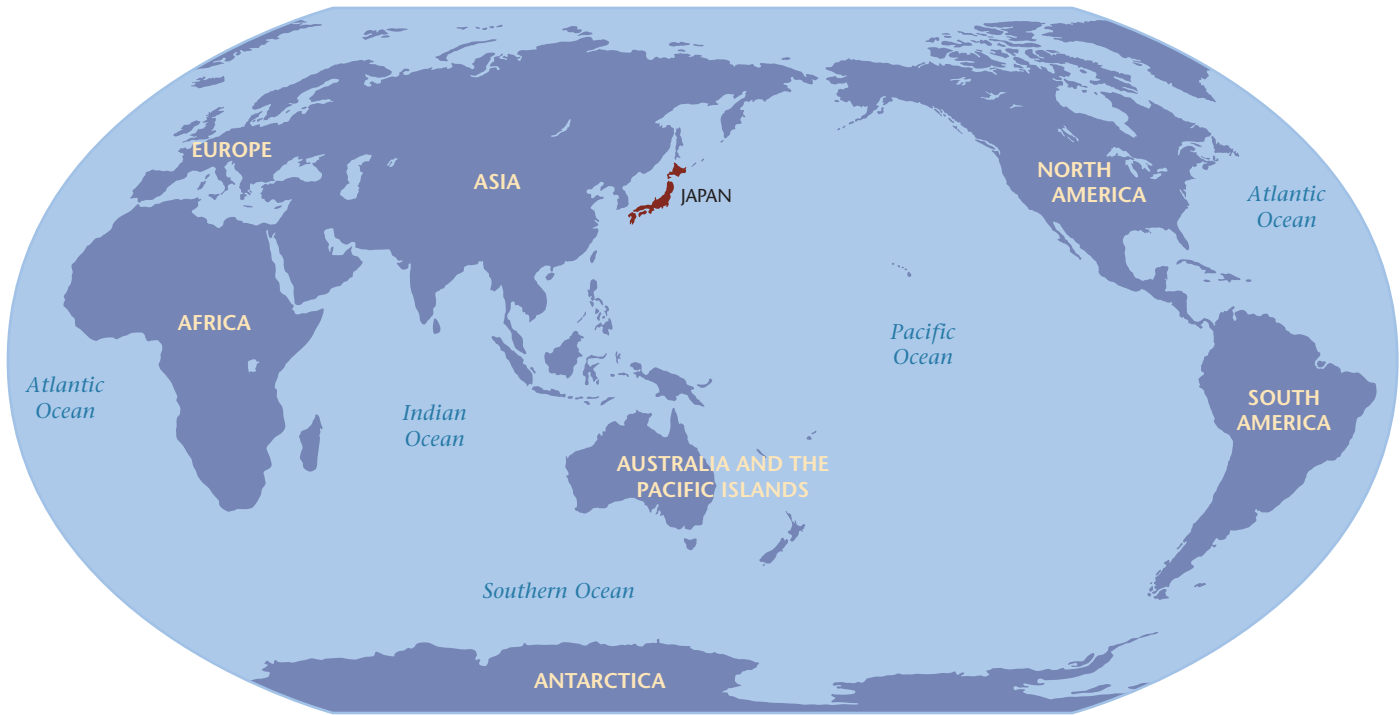 EUROPE
ASIA
JAPAN
NORTH
AMERICA
Atlantic
Ocean
AFRICA
Pacific
Ocean
Atlantic
Ocean
Indian
Ocean
SOUTH
AMERICA
AUSTRALIA AND THE
PACIFIC ISLANDS
Southern Ocean
ANTARCTICA